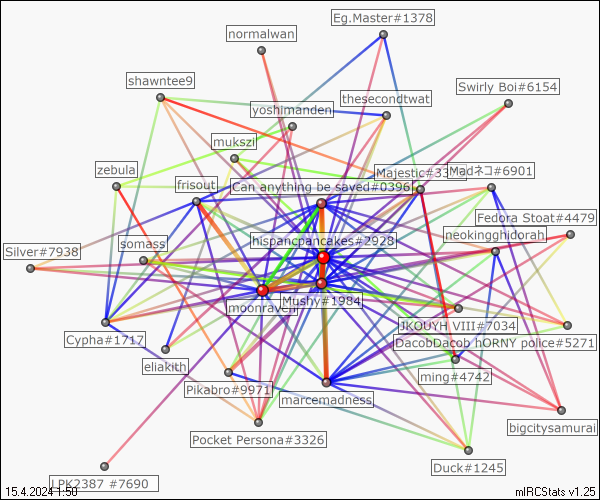 Eg.Master#1378
normalwan
shawntee9
Swirly Boi#6154
thesecondtwat
yoshimanden
mukszi
zebula
Majestic#33
Madネコ#6901
frisout
Can anything be saved#0396
Fedora Stoat#4479
neokingghidorah
hispancpancakes#2928
somass
Silver#7938
Mushy#1984
moonraven
JKOUYH_VIII#7034
Cypha#1717
DacobDacob hORNY police#5271
eliakith
ming#4742
Pikabro#9971
marcemadness
bigcitysamurai
Pocket Persona#3326
Duck#1245
LPK2387 #7690
15.4.2024 1:50
mIRCStats v1.25